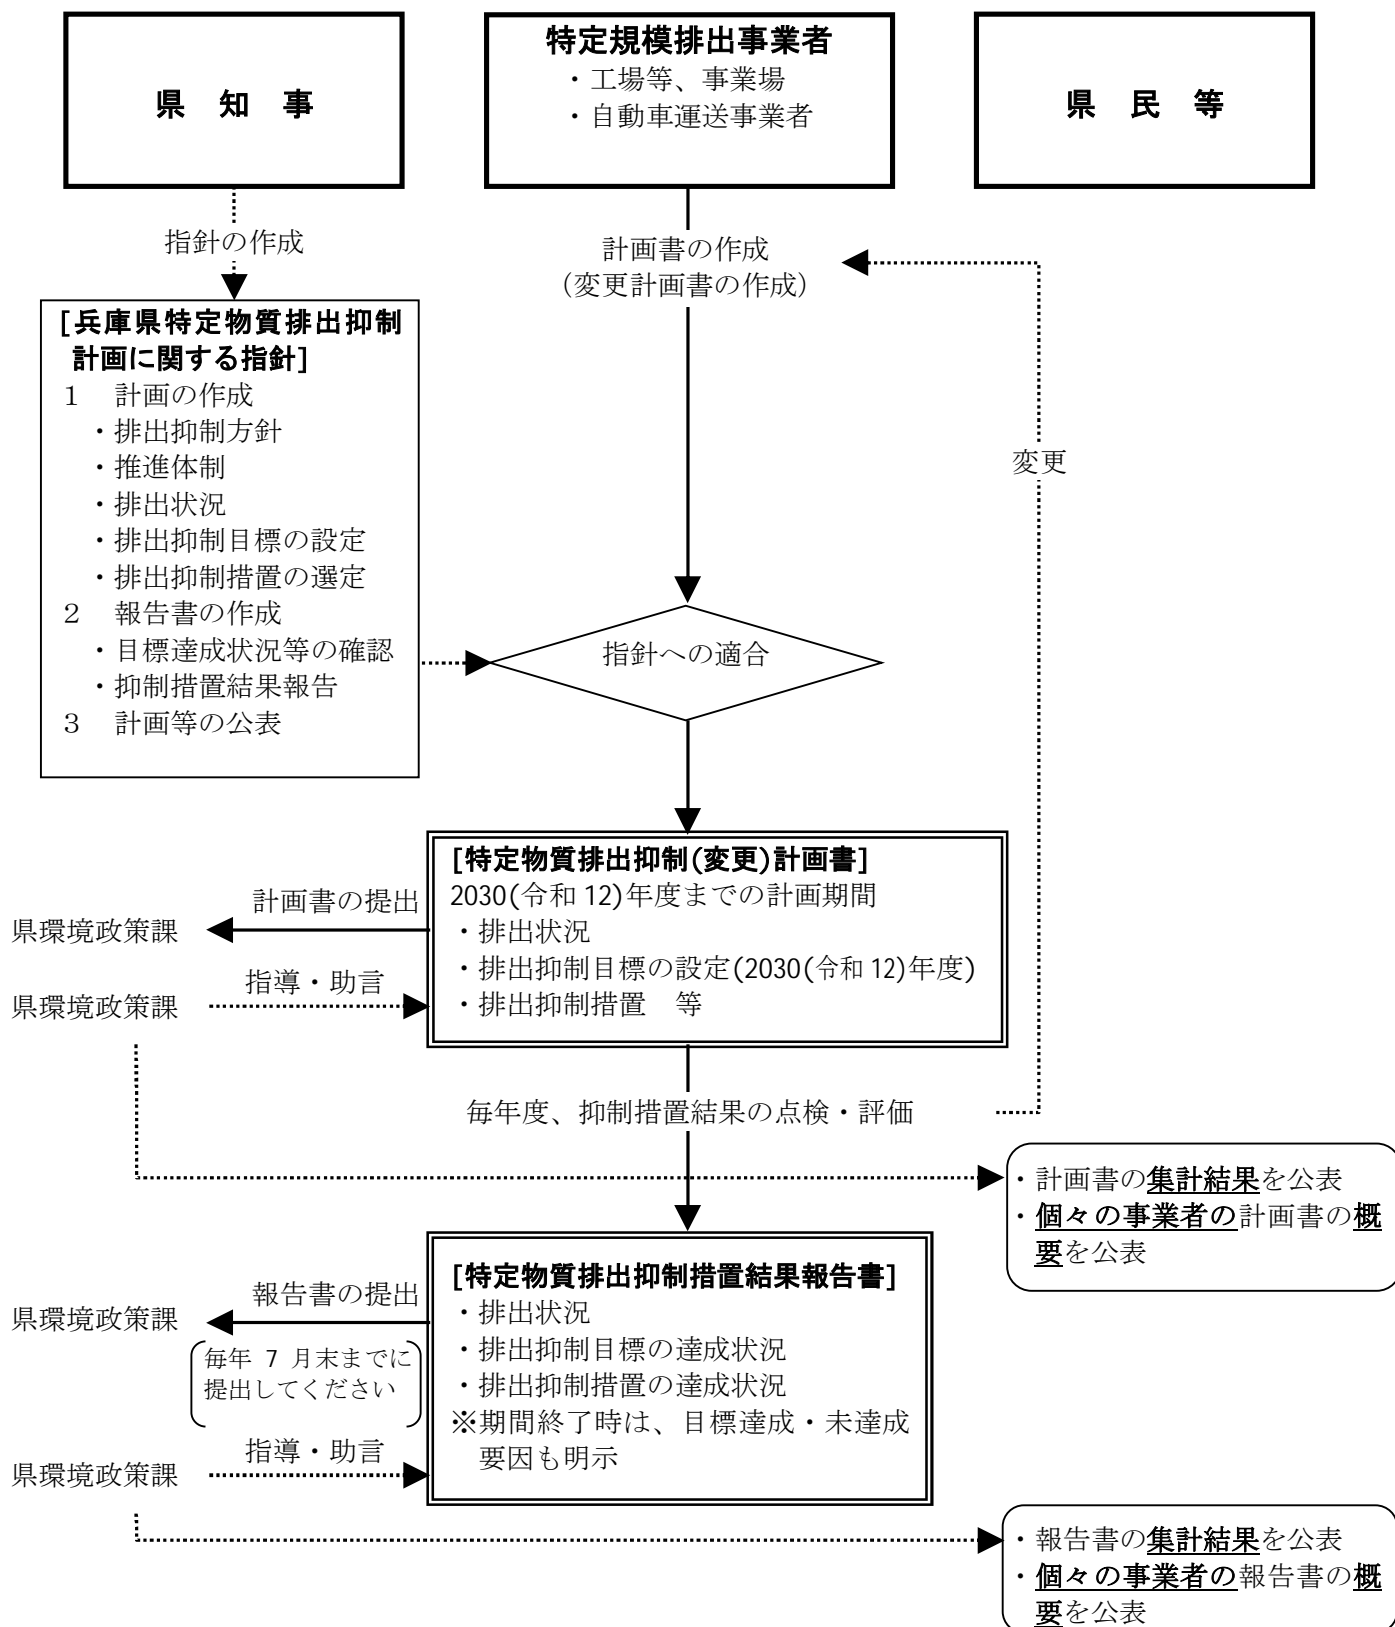 県　知　事
特定規模排出事業者
・工場等、事業場
・自動車運送事業者
県　民　等
指針の作成
計画書の作成
（変更計画書の作成）
[兵庫県特定物質排出抑制
計画に関する指針]
１　計画の作成
・排出抑制方針
・推進体制
・排出状況
・排出抑制目標の設定
・排出抑制措置の選定
２　報告書の作成
・目標達成状況等の確認
・抑制措置結果報告
３　計画等の公表
変更
指針への適合
[特定物質排出抑制(変更)計画書]
2030(令和 12)年度までの計画期間
・排出状況
・排出抑制目標の設定(2030(令和 12)年度)
・排出抑制措置　等
計画書の提出
県環境政策課
指導・助言
県環境政策課
毎年度、抑制措置結果の点検・評価
・計画書の集計結果を公表
・個々の事業者の計画書の概
要を公表
[特定物質排出抑制措置結果報告書]
・排出状況
・排出抑制目標の達成状況
・排出抑制措置の達成状況
※期間終了時は、目標達成・未達成
要因も明示
報告書の提出
県環境政策課
毎年 7 月末までに
提出してください
指導・助言
県環境政策課
・報告書の集計結果を公表
・個々の事業者の報告書の概
要を公表